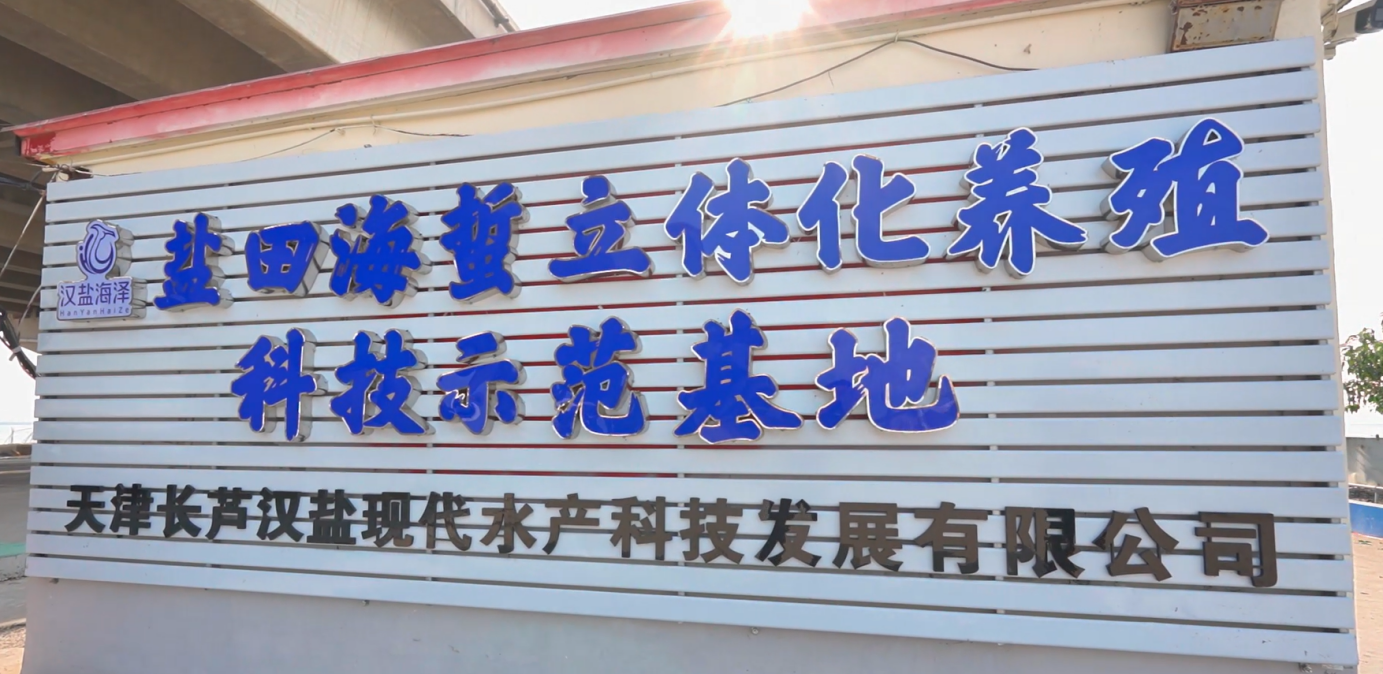 盐田海蜇立体化养殖
汉盐海泽
HanYanHaiZe
科技示范基地
天津长芦汉盐现代水产科技发展有限公司